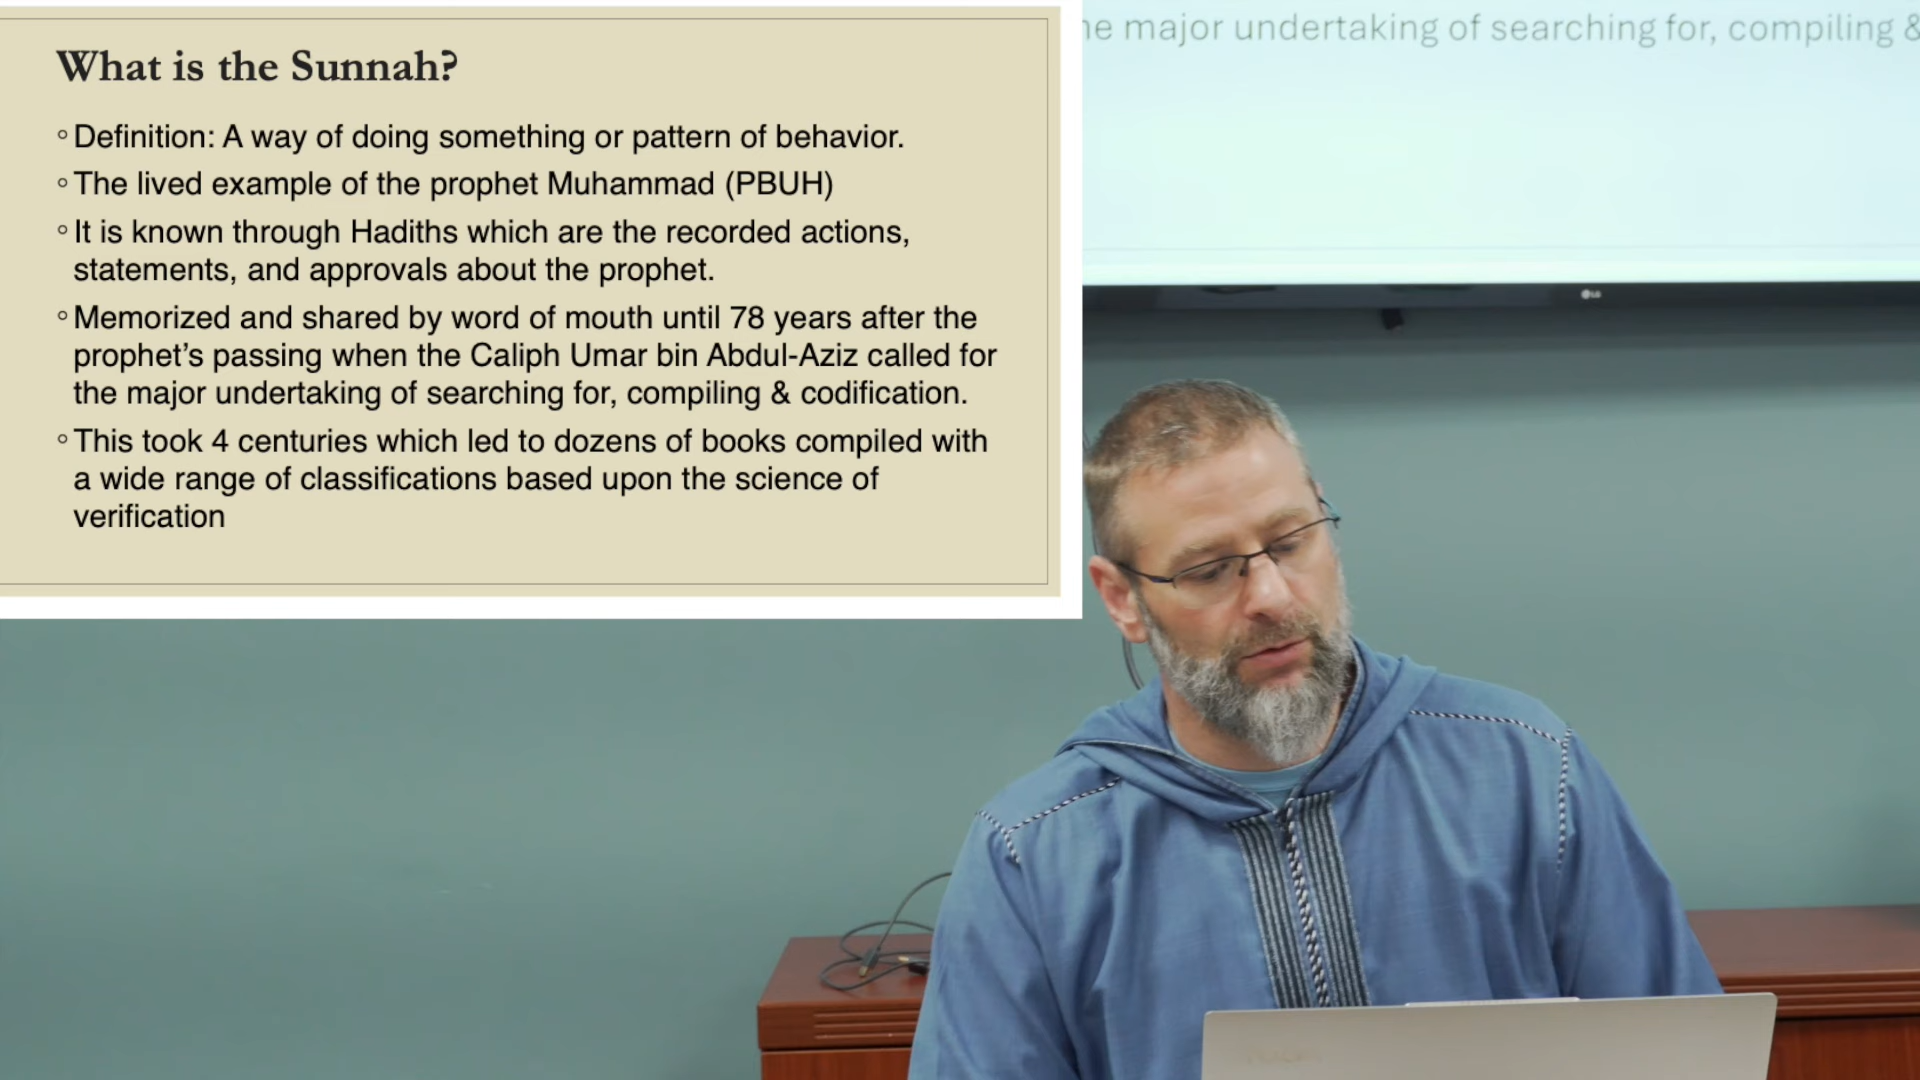 What is the Sunnah?
◦ Definition: A way of doing something or pattern of behavior.
◦ The lived example of the prophet Muhammad (PBUH)
◦ It is known through Hadiths which are the recorded actions,
statements, and approvals about the prophet.
◦ Memorized and shared by word of mouth until 78 years after the
prophet's passing when the Caliph Umar bin Abdul-Aziz called for
the major undertaking of searching for, compiling & codification.
◦ This took 4 centuries which led to dozens of books compiled with
a wide range of classifications based upon the science of
verification
major undertaking of searching for, compiling &
LG